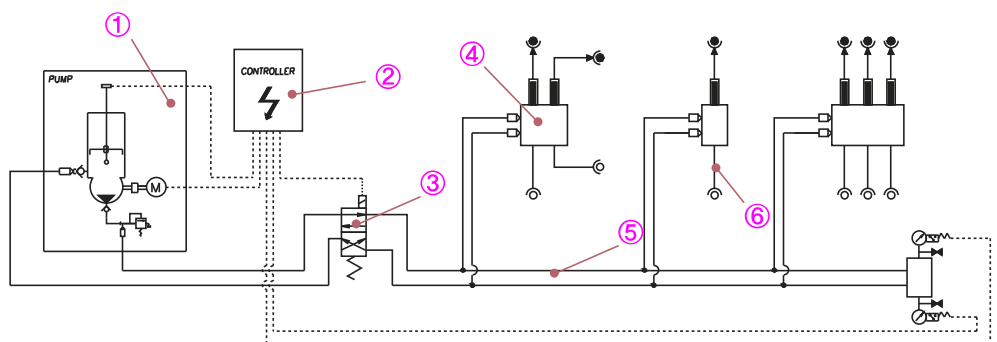 ①
②
③
④
⑤
⑥
PUMP
CONTROLLER
M